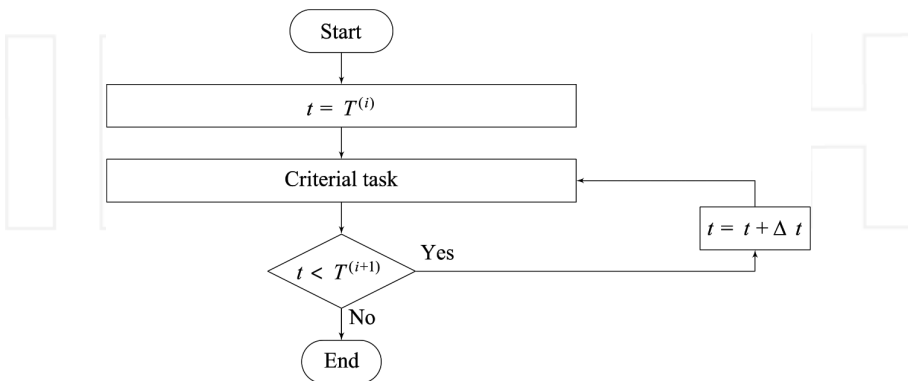 Start
t = T^(i)
Criterial task
t = t + Δ t
Yes
t < T^(i+1)
No
End